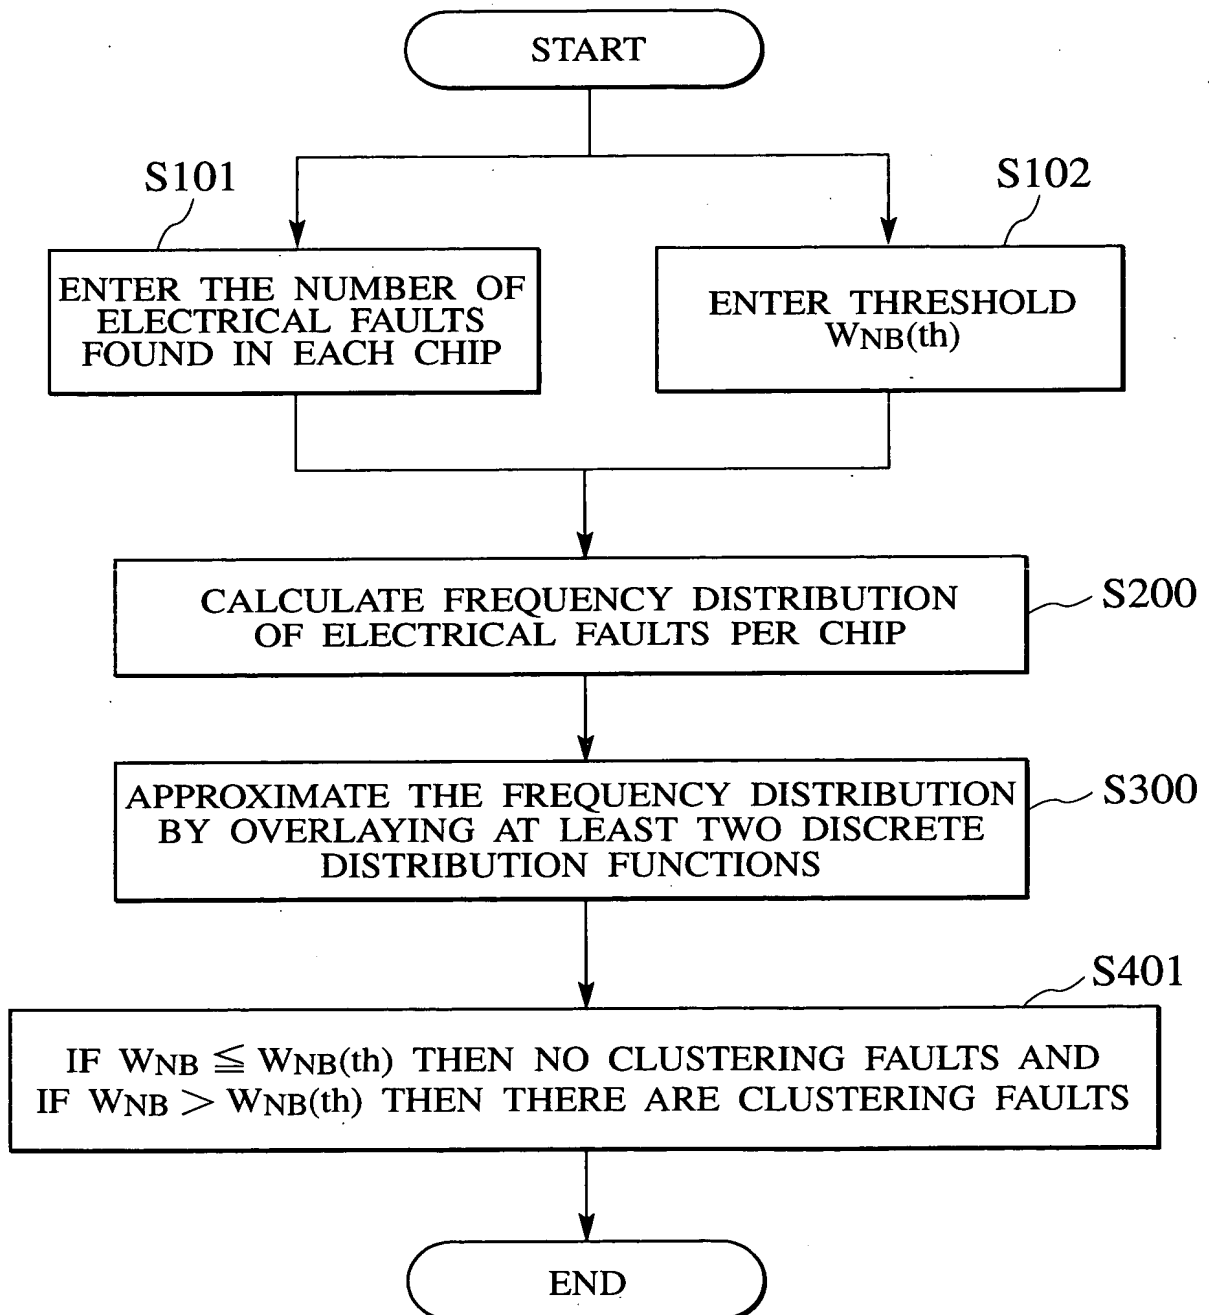 START
S101
S102
ENTER THE NUMBER OF
ELECTRICAL FAULTS
FOUND IN EACH CHIP
ENTER THRESHOLD
WNB(th)
CALCULATE FREQUENCY DISTRIBUTION
OF ELECTRICAL FAULTS PER CHIP
S200
APPROXIMATE THE FREQUENCY DISTRIBUTION
BY OVERLAYING AT LEAST TWO DISCRETE
DISTRIBUTION FUNCTIONS
S300
S401
IF WNB ≦ WNB(th) THEN NO CLUSTERING FAULTS AND
IF WNB > WNB(th) THEN THERE ARE CLUSTERING FAULTS
END